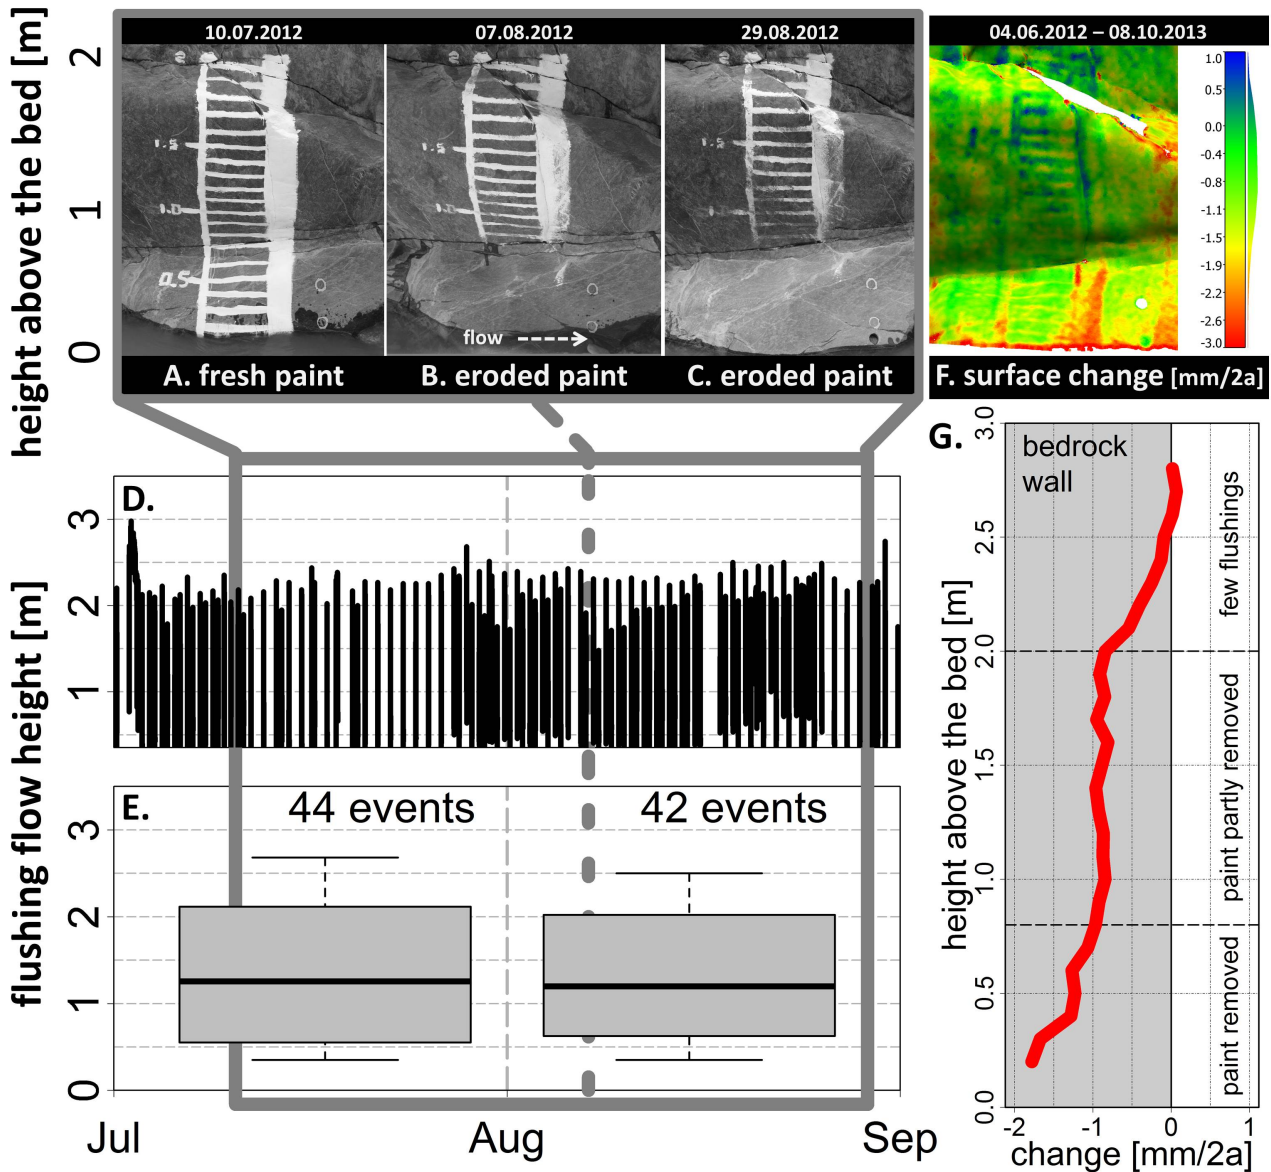 height above the bed [m]
2
1
0
10.07.2012
07.08.2012
29.08.2012
04.06.2012 – 08.10.2013
1.5
1.0
0.5
1.5
1.0
flow
A. fresh paint
B. eroded paint
C. eroded paint
F. surface change [mm/2a]
1.0
0.5
0.0
-0.4
-0.8
-1.1
-1.5
-1.9
-2.2
-2.6
-3.0
flushing flow height [m]
D.
3
2
1
E.
44 events
42 events
3
2
1
0
Jul
Aug
Sep
G.
bedrock
wall
few flushings
paint partly removed
paint removed
height above the bed [m]
3.0
2.5
2.0
1.5
1.0
0.5
0.0
-2
-1
0
1
change [mm/2a]